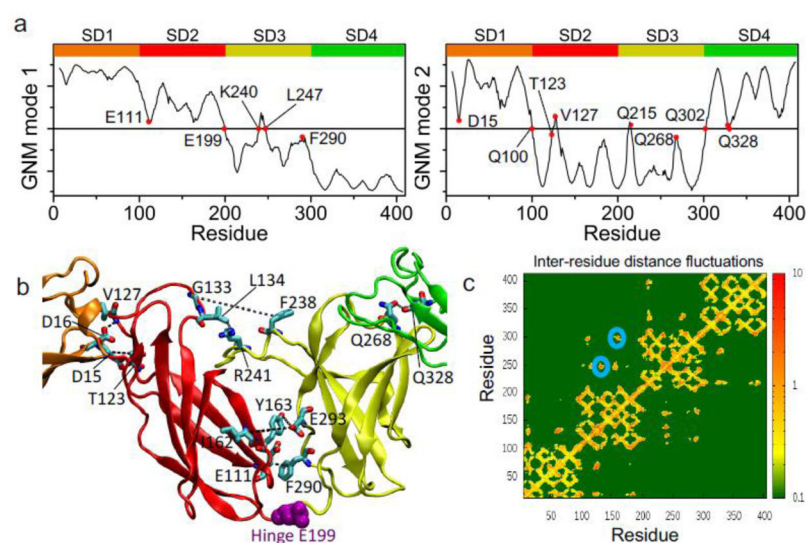 a
SD1 SD2 SD3 SD4
SD1 SD2 SD3 SD4
GNM mode 1
E111
K240
L247
E199
F290
0 100 200 300 400
Residue
GNM mode 2
T123
D15
V127
Q100
Q215
Q302
Q268
Q328
0 100 200 300 400
Residue
b
V127
G133
L134
F238
D16
D15
T123
R241
Q268
Q328
Y163
I162
E293
E111
F290
Hinge E199
c
Inter-residue distance fluctuations
Residue
400
350
300
250
200
150
100
50
50 100 150 200 250 300 350 400
Residue
10
1
0.1